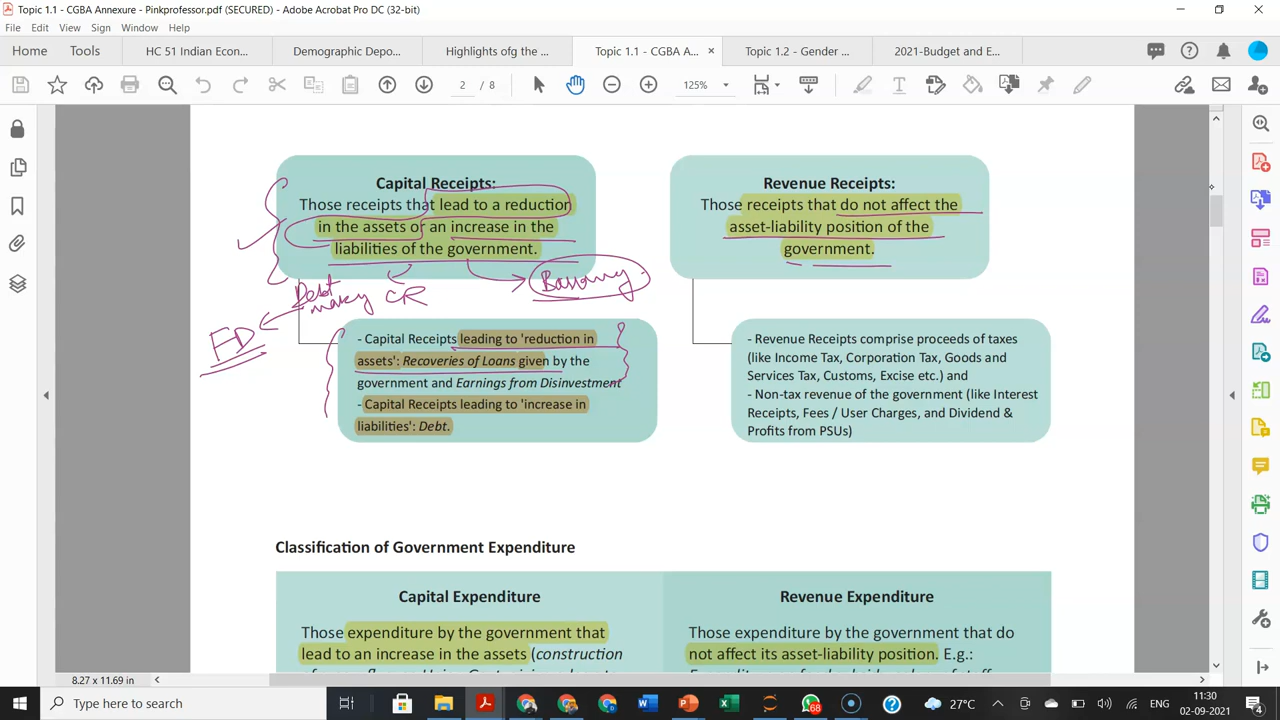 Topic 1.1 - CGBA Annexure - Pinkprofessor.pdf (SECURED) - Adobe Acrobat Pro DC (32-bit)
File Edit View Sign Window Help
Home Tools HC 51 Indian Econ... Demographic Depo... Highlights ofg the ... Topic 1.1 - CGBA A... × Topic 1.2 - Gender ... 2021-Budget and E...
2 / 8 125%
Capital Receipts:
Those receipts that lead to a reduction
in the assets or an increase in the
liabilities of the government.
Revenue Receipts:
Those receipts that do not affect the
asset-liability position of the
government.
Debt
CR
FD
- Capital Receipts leading to 'reduction in
assets': Recoveries of Loans given by the
government and Earnings from Disinvestment
- Capital Receipts leading to 'increase in
liabilities': Debt.
- Revenue Receipts comprise proceeds of taxes
(like Income Tax, Corporation Tax, Goods and
Services Tax, Customs, Excise etc.) and
- Non-tax revenue of the government (like Interest
Receipts, Fees / User Charges, and Dividend &
Profits from PSUs)
Classification of Government Expenditure
Capital Expenditure
Those expenditure by the government that
lead to an increase in the assets (construction
Revenue Expenditure
Those expenditure by the government that do
not affect its asset-liability position. E.g.:
8.27 x 11.69 in
Type here to search
68
27°C
ENG
11:30
02-09-2021
4